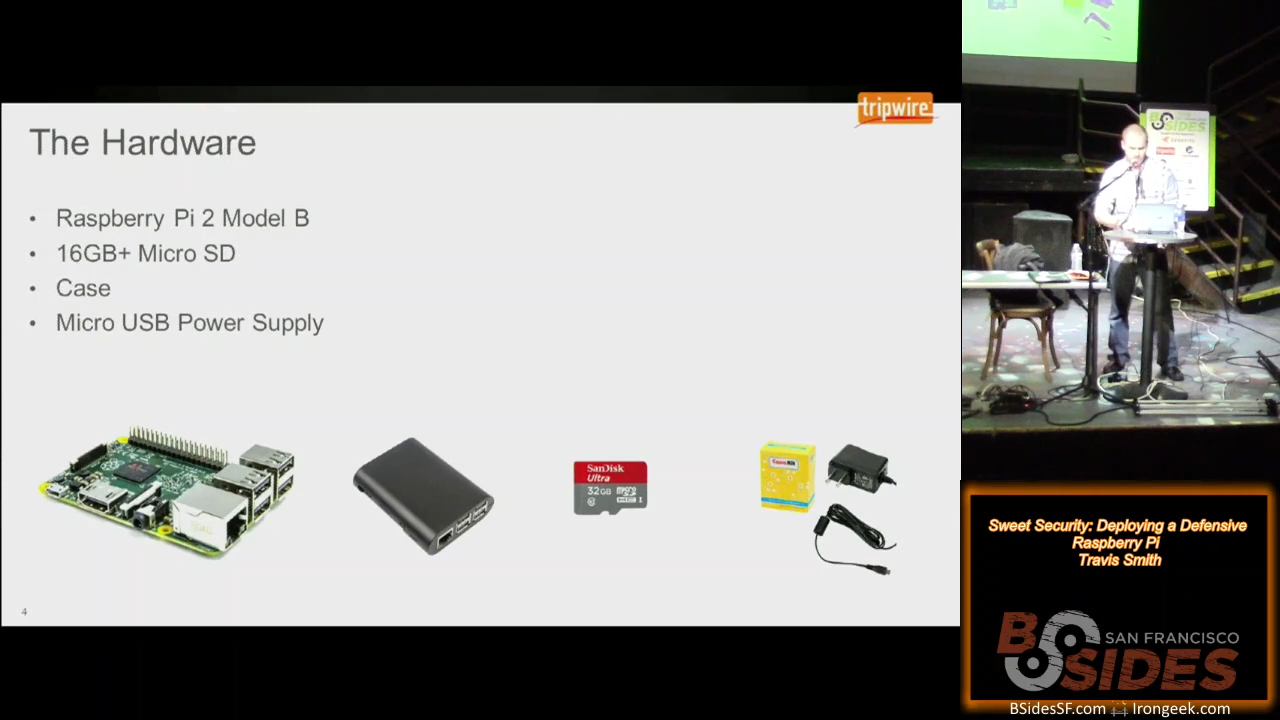 tripwire
The Hardware
• Raspberry Pi 2 Model B
• 16GB+ Micro SD
• Case
• Micro USB Power Supply
SanDisk
Ultra
32GB
4
BSIDES
Sweet Security: Deploying a Defensive
Raspberry Pi
Travis Smith
BSIDES
SAN FRANCISCO
BSidesSF.com
Irongeek.com